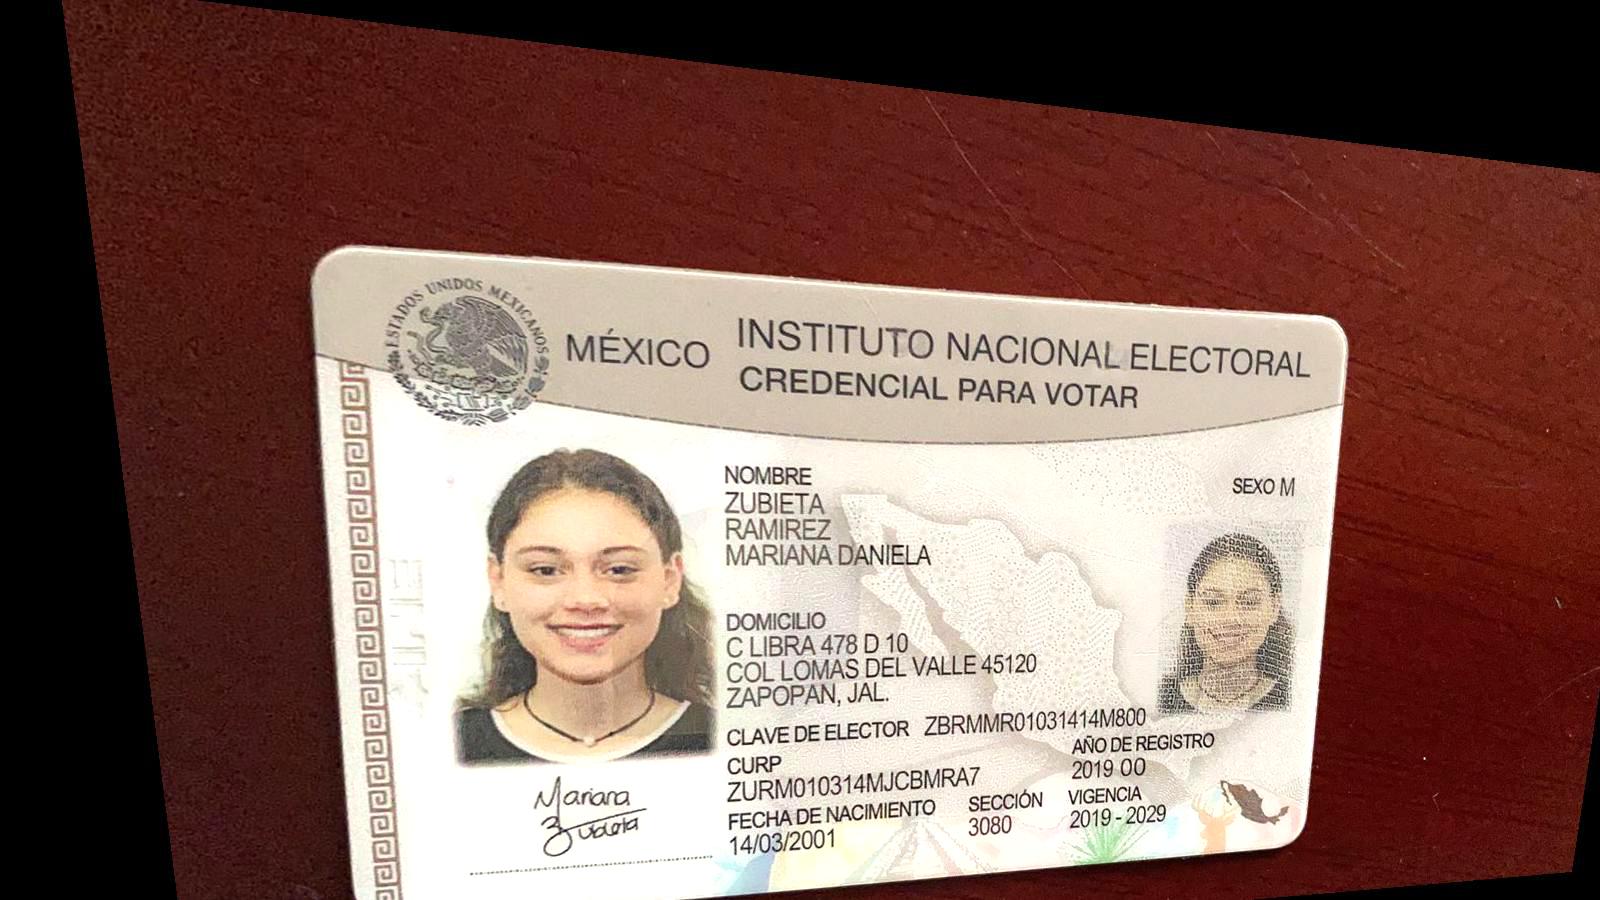 ESTADOS UNIDOS MEXICANOS
MÉXICO
INSTITUTO NACIONAL ELECTORAL
CREDENCIAL PARA VOTAR
NOMBRE
ZUBIETA
RAMIREZ
MARIANA DANIELA
SEXO M
DOMICILIO
C LIBRA 478 D 10
COL LOMAS DEL VALLE 45120
ZAPOPAN, JAL.
CLAVE DE ELECTOR ZBRMMR01031414M800
CURP
ZURM010314MJCBMRA7
AÑO DE REGISTRO
2019 00
FECHA DE NACIMIENTO
14/03/2001
SECCIÓN
3080
VIGENCIA
2019 - 2029
Mariana
Zubieta